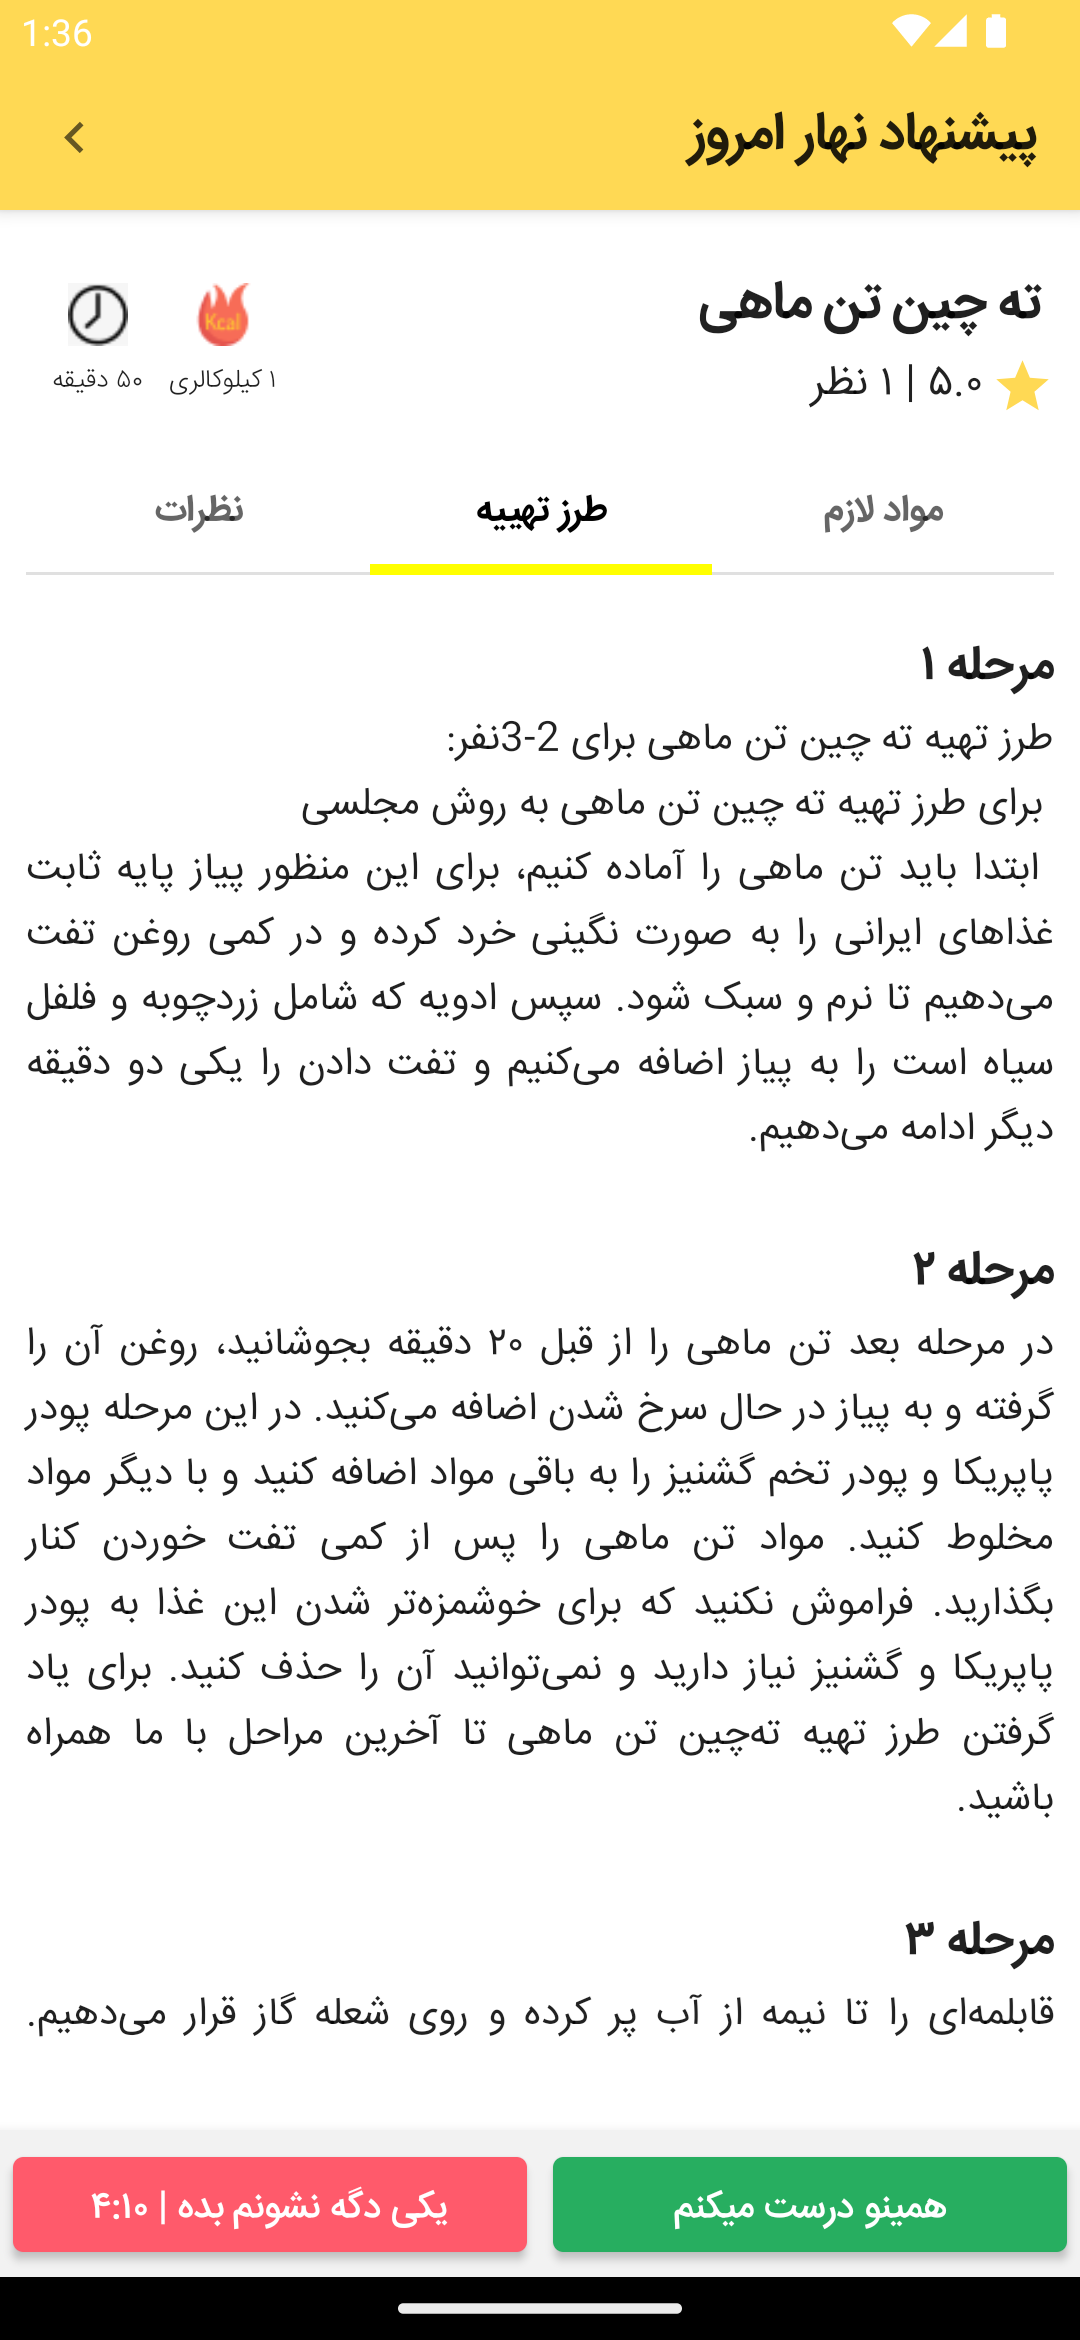 1:36
پیشنهاد نهار امروز
ته چین تن ماهی
۵.۰ | ۱ نظر
Kcal
۱ کیلوکالری
۵۰ دقیقه
مواد لازم
طرز تهییه
نظرات
مرحله ۱
طرز تهیه ته چین تن ماهی برای 2-3نفر:
برای طرز تهیه ته چین تن ماهی به روش مجلسی
ابتدا باید تن ماهی را آماده کنیم، برای این منظور پیاز پایه ثابت
غذاهای ایرانی را به صورت نگینی خرد کرده و در کمی روغن تفت
می‌دهیم تا نرم و سبک شود. سپس ادویه که شامل زردچوبه و فلفل
سیاه است را به پیاز اضافه می‌کنیم و تفت دادن را یکی دو دقیقه
دیگر ادامه می‌دهیم.
مرحله ۲
در مرحله بعد تن ماهی را از قبل ۲۰ دقیقه بجوشانید، روغن آن را
گرفته و به پیاز در حال سرخ شدن اضافه می‌کنید. در این مرحله پودر
پاپریکا و پودر تخم گشنیز را به باقی مواد اضافه کنید و با دیگر مواد
مخلوط کنید. مواد تن ماهی را پس از کمی تفت خوردن کنار
بگذارید. فراموش نکنید که برای خوشمزه‌تر شدن این غذا به پودر
پاپریکا و گشنیز نیاز دارید و نمی‌توانید آن را حذف کنید. برای یاد
گرفتن طرز تهیه ته‌چین تن ماهی تا آخرین مراحل با ما همراه
باشید.
مرحله ۳
قابلمه‌ای را تا نیمه از آب پر کرده و روی شعله گاز قرار می‌دهیم.
همینو درست میکنم
یکی دگه نشونم بده | ۴:۱۰